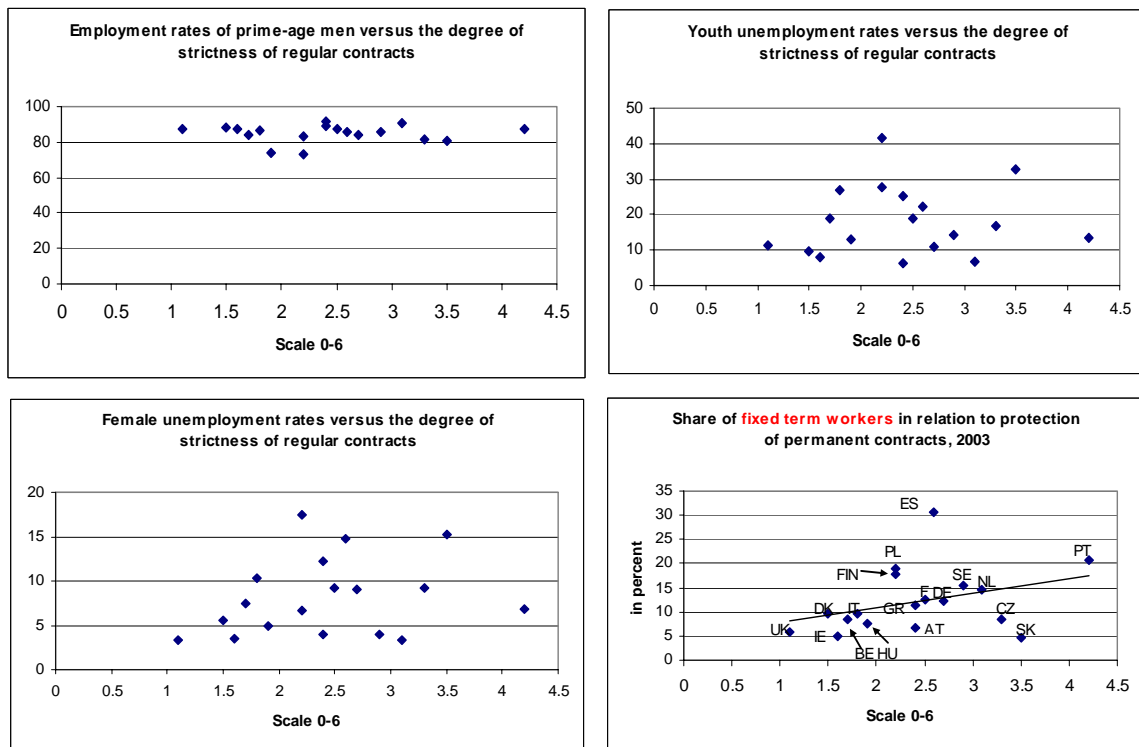 Employment rates of prime-age men versus the degree of
strictness of regular contracts
100
80
60
40
20
0
0 0.5 1 1.5 2 2.5 3 3.5 4 4.5
Scale 0-6
Youth unemployment rates versus the degree of
strictness of regular contracts
50
40
30
20
10
0
0 0.5 1 1.5 2 2.5 3 3.5 4 4.5
Scale 0-6
Female unemployment rates versus the degree of
strictness of regular contracts
20
15
10
5
0
0 0.5 1 1.5 2 2.5 3 3.5 4 4.5
Scale 0-6
Share of fixed term workers in relation to protection
of permanent contracts, 2003
in percent
35
30
25
20
15
10
5
0
ES
PL
PT
FIN
SE
NL
F
DE
DK
IT
GR
CZ
UK
IE
AT
SK
BE
HU
0 0.5 1 1.5 2 2.5 3 3.5 4 4.5
Scale 0-6